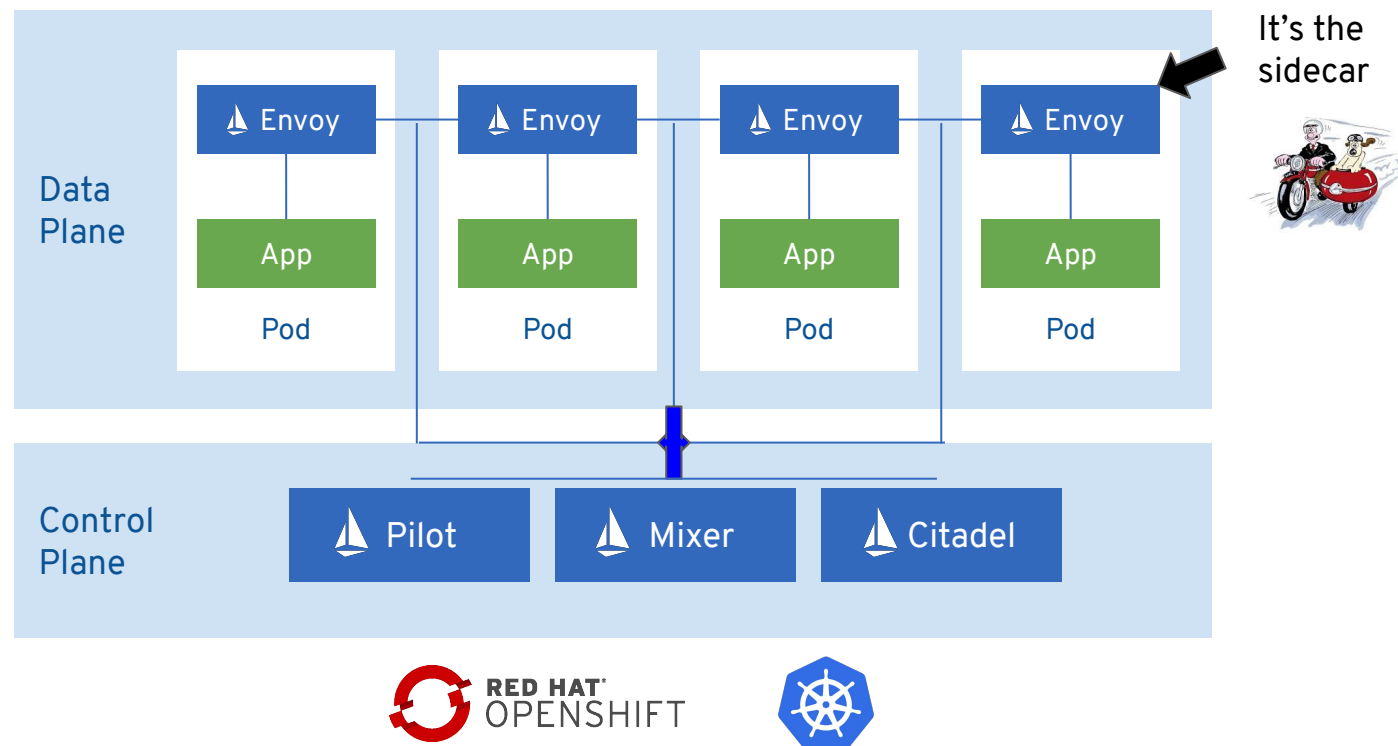 It's the
sidecar
Envoy Envoy Envoy Envoy
Data
Plane
App App App App
Pod Pod Pod Pod
Control
Plane
Pilot Mixer Citadel
RED HAT®
OPENSHIFT